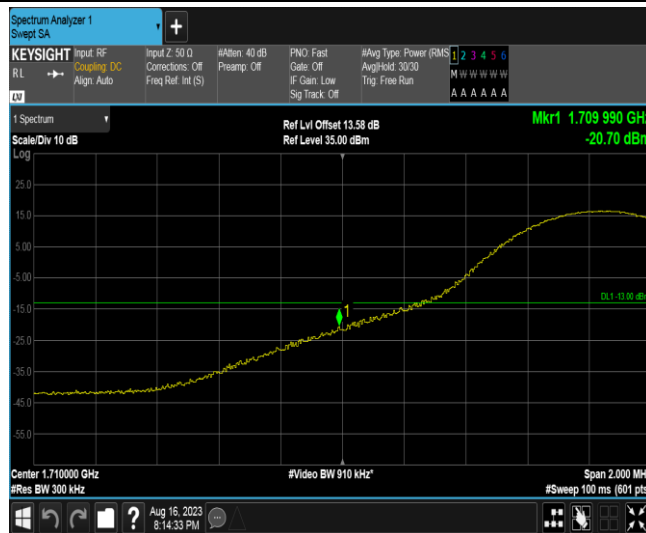 Spectrum Analyzer 1
Swept SA
+
KEYSIGHT
RL
Input: RF
Coupling: DC
Align: Auto
Input Z: 50 Ω
Corrections: Off
Freq Ref: Int (S)
#Atten: 40 dB
Preamp: Off
PNO: Fast
Gate: Off
IF Gain: Low
Sig Track: Off
#Avg Type: Power (RMS
Avg|Hold: 30/30
Trig: Free Run
1 2 3 4 5 6
M W W W W W
A A A A A A
LXI
1 Spectrum
Scale/Div 10 dB
Ref Lvl Offset 13.58 dB
Ref Level 35.00 dBm
Mkr1 1.709 990 GHz
-20.70 dBm
Log
25.0
15.0
5.00
-5.00
DL1 -13.00 dBm
1
-15.0
-25.0
-35.0
-45.0
-55.0
Center 1.710000 GHz
#Video BW 910 kHz*
Span 2.000 MH
#Res BW 300 kHz
#Sweep 100 ms (601 pts
Aug 16, 2023
8:14:33 PM